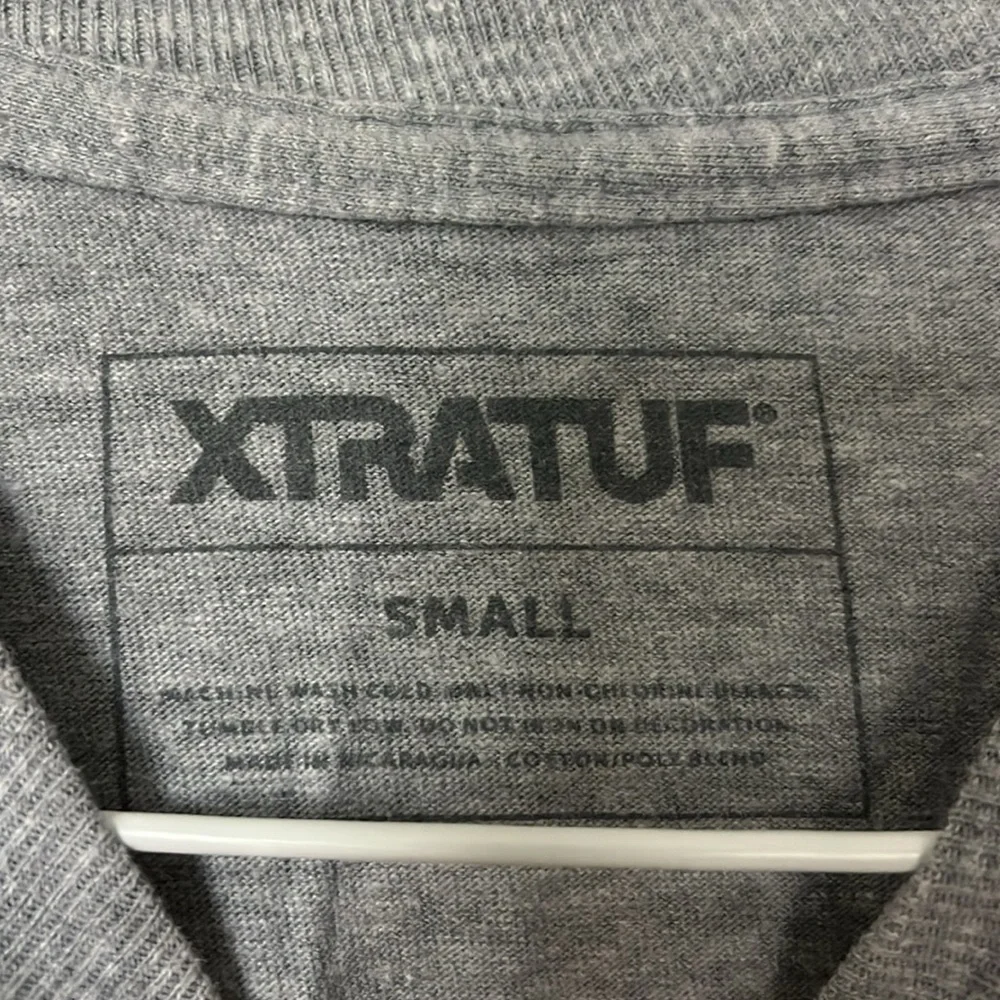 XTRATUF®
SMALL
MACHINE WASH COLD. ONLY NON-CHLORINE BLEACH.
TUMBLE DRY LOW. DO NOT IRON ON DECORATION.
MADE IN NICARAGUA - COTTON/POLY BLEND